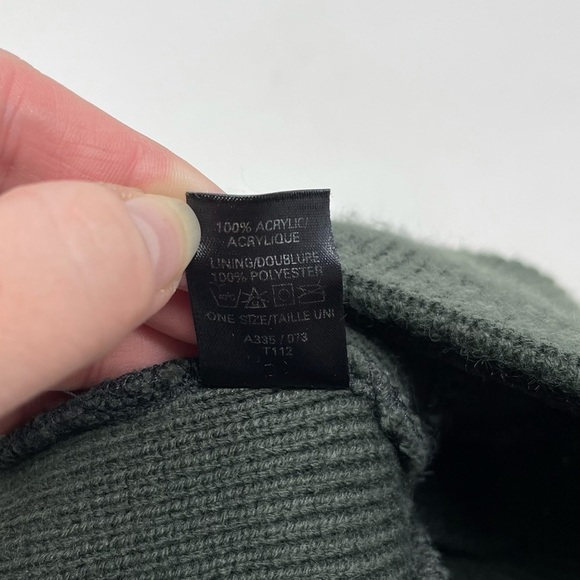 100% ACRYLIC/
ACRYLIQUE
LINING/DOUBLURE
100% POLYESTER
ONE SIZE/TAILLE UNI
A335 / 073
T112